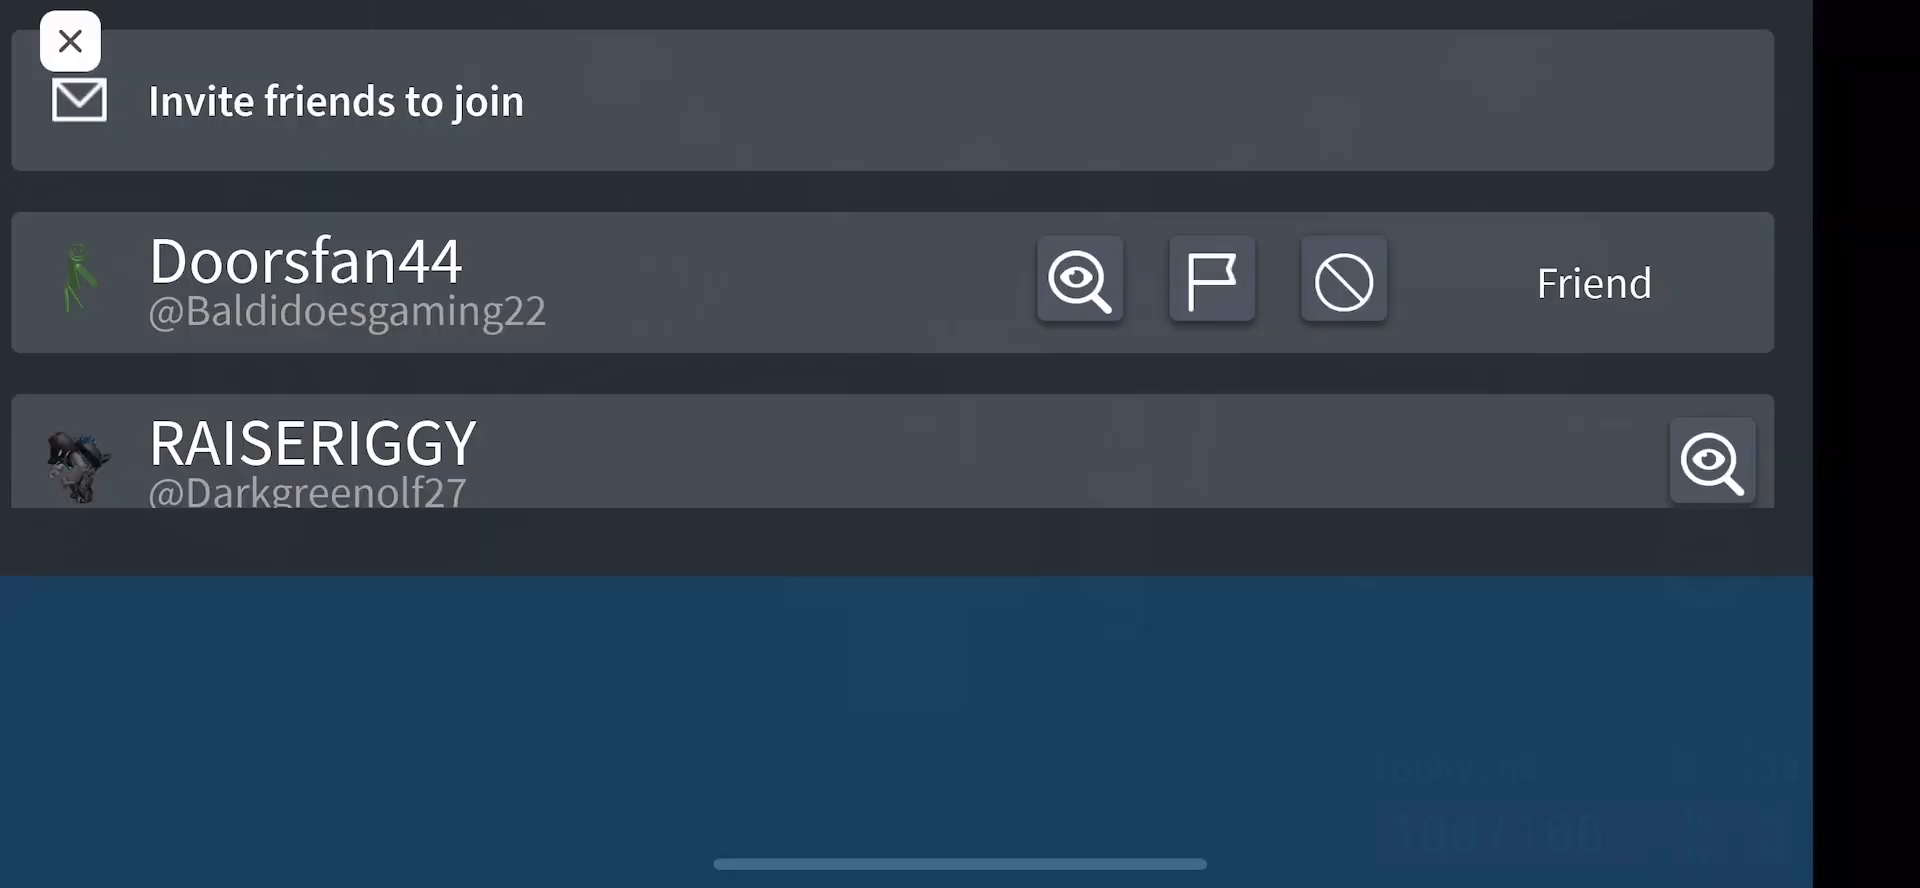 Invite friends to join
Doorsfan44
@Baldidoesgaming22
Friend
RAISERIGGY
@Darkgreenolf27